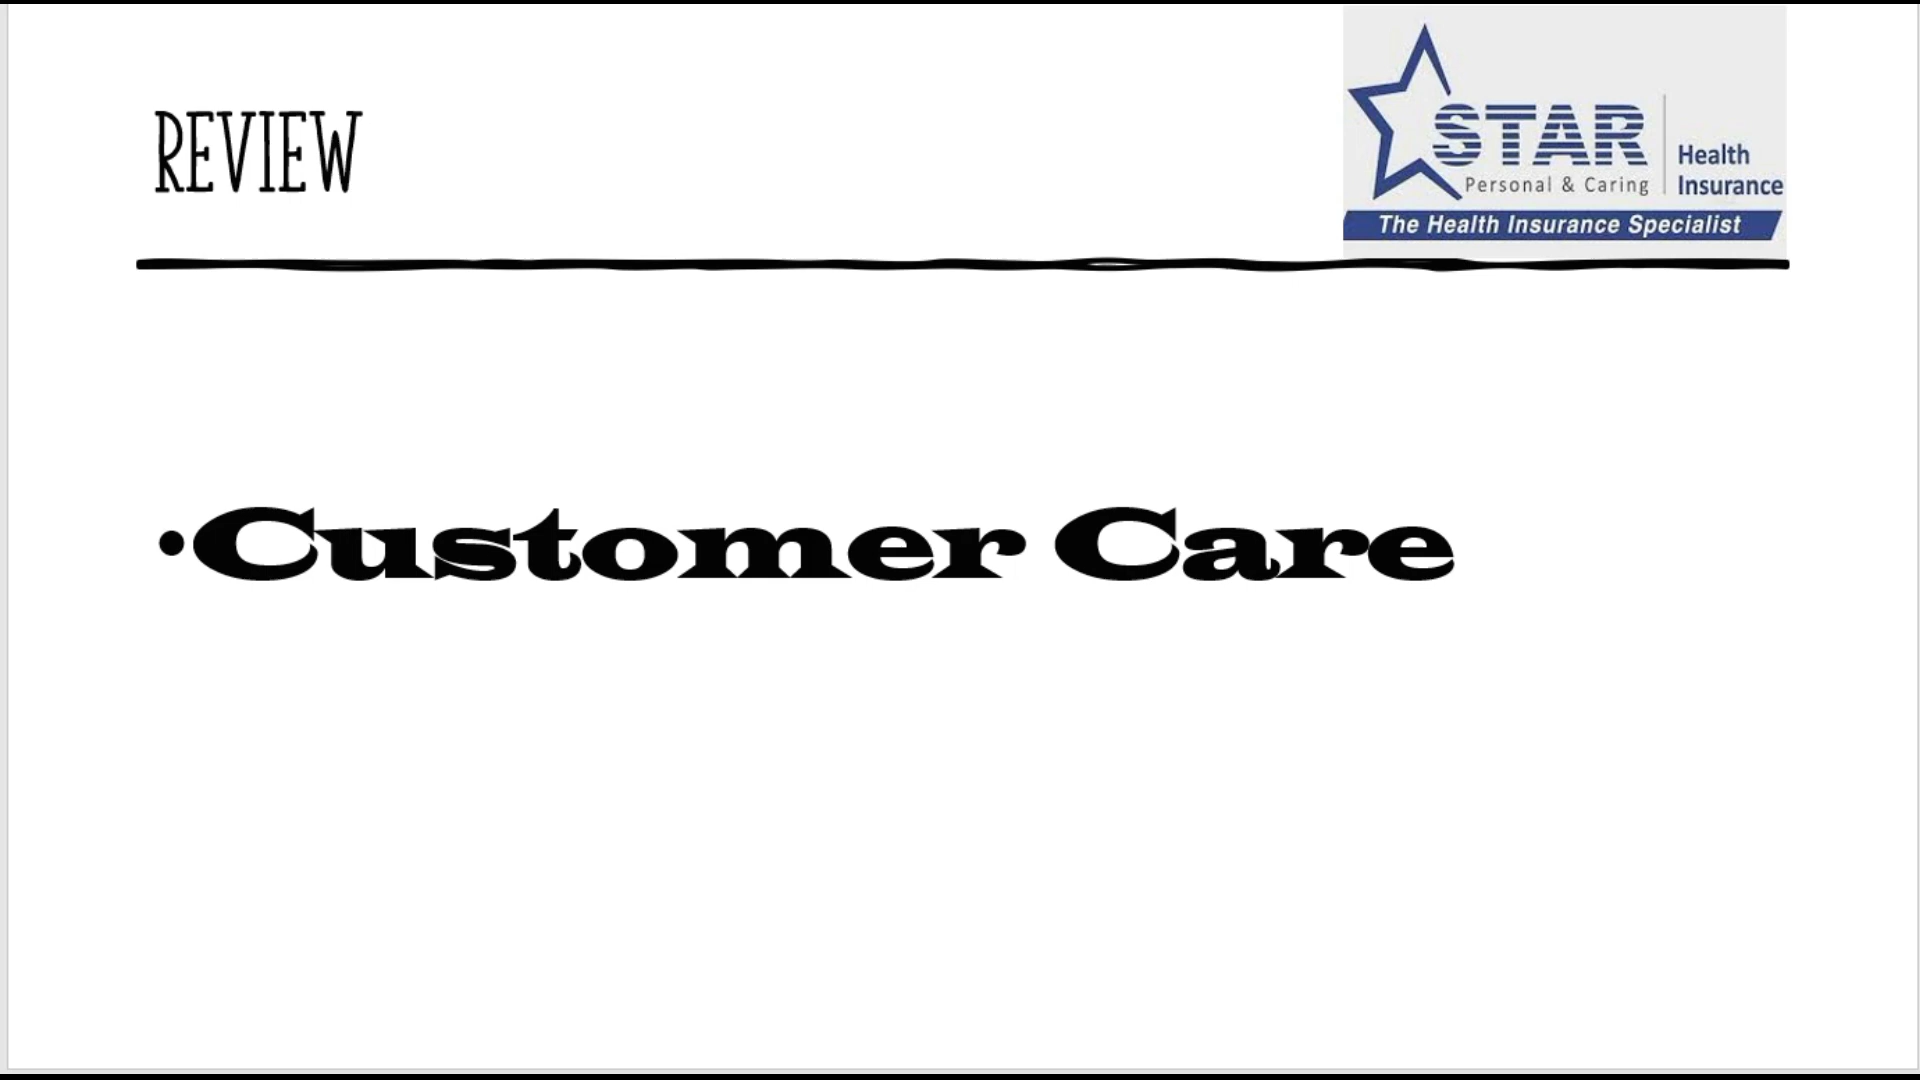 REVIEW
STAR
Personal & Caring
Health
Insurance
The Health Insurance Specialist
•Customer Care